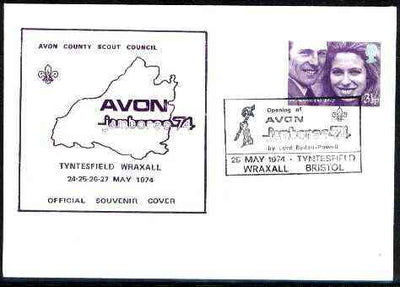 AVON COUNTY SCOUT COUNCIL
AVON
Jamboree 74
TYNTESFIELD WRAXALL
24-25-26-27 MAY 1974
OFFICIAL SOUVENIR COVER
3½p
Opening of
AVON
Jamboree 74
by Lord Baden-Powell
25 MAY 1974 · TYNTESFIELD
WRAXALL BRISTOL